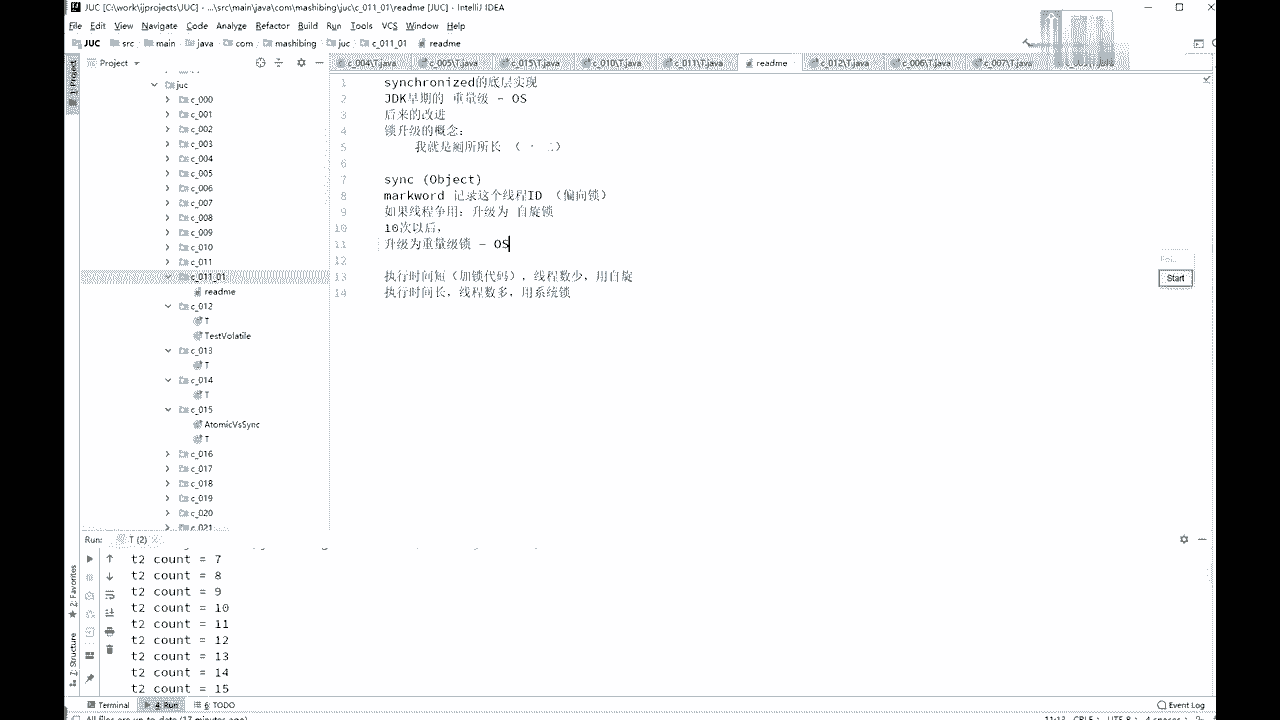 JUC [C:\work\ijprojects\JUC] - ...\src\main\java\com\mashibing\juc\c_011_01\readme [JUC] - IntelliJ IDEA
File Edit View Navigate Code Analyze Refactor Build Run Tools VCS Window Help
JUC src main java com mashibing juc c_011_01 readme
Project
c_004\T.java c_005\T.java c_015\T.java c_010\T.java c_011\T.java readme c_012\T.java c_006\T.java c_007\T.java
1: Project
juc
c_000
c_001
c_002
c_003
c_004
c_005
c_006
c_007
c_008
c_009
c_010
c_011
c_011_01
readme
c_012
T
TestVolatile
c_013
T
c_014
T
c_015
AtomicVsSync
T
c_016
c_017
c_018
c_019
c_020
c_021
1 synchronized的底层实现
2 JDK早期的 重量级 - OS
3 后来的改进
4 锁升级的概念：
5 我就是厕所所长 （ 一 二）
6
7 sync (Object)
8 markword 记录这个线程ID （偏向锁）
9 如果线程争用：升级为 自旋锁
10 10次以后，
11 升级为重量级锁 - OS
12
13 执行时间短（加锁代码），线程数少，用自旋
14 执行时间长，线程数多，用系统锁
Start
Run: T (2)
t2 count = 7
t2 count = 8
t2 count = 9
t2 count = 10
t2 count = 11
t2 count = 12
t2 count = 13
t2 count = 14
t2 count = 15
2: Favorites
7: Structure
Terminal 4: Run 6: TODO Event Log
All files are up-to-date (17 minutes ago)